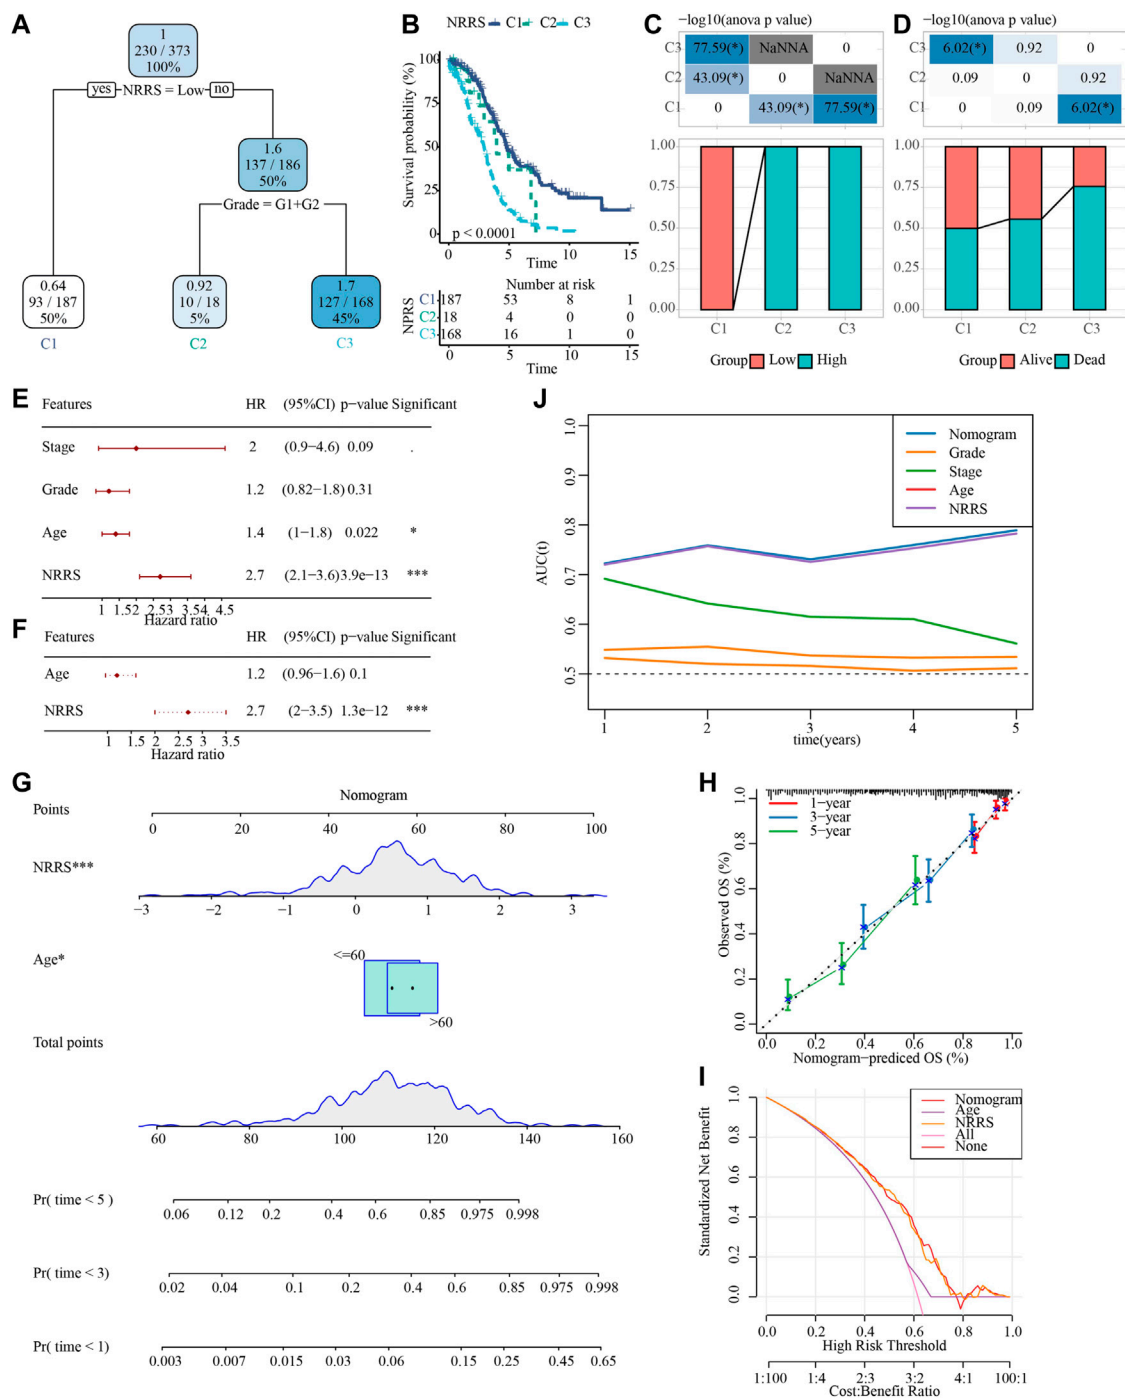 A
1
230 / 373
100%
yes NRRS = Low no
1.6
137 / 186
50%
Grade = G1+G2
0.64
93 / 187
50%
0.92
10 / 18
5%
1.7
127 / 168
45%
C1 C2 C3
B
NRRS C1 C2 C3
Survival probability (%)
100
75
50
25
0
p < 0.0001
0 5 10 15
Time
Number at risk
NPRS
C1 187 53 8 1
C2 18 4 0 0
C3 168 16 1 0
0 5 10 15
Time
C
−log10(anova p value)
C3 77.59(*) NaNNA 0
C2 43.09(*) 0 NaNNA
C1 0 43.09(*) 77.59(*)
1.00
0.75
0.50
0.25
0.00
C1 C2 C3
Group Low High
D
−log10(anova p value)
C3 6.02(*) 0.92 0
C2 0.09 0 0.92
C1 0 0.09 6.02(*)
1.00
0.75
0.50
0.25
0.00
C1 C2 C3
Group Alive Dead
E
Features HR (95%CI) p−value Significant
Stage 2 (0.9−4.6) 0.09 .
Grade 1.2 (0.82−1.8) 0.31
Age 1.4 (1−1.8) 0.022 *
NRRS 2.7 (2.1−3.6) 3.9e−13 ***
1 1.5 2 2.5 3 3.5 4 4.5
Hazard ratio
F
Features HR (95%CI) p−value Significant
Age 1.2 (0.96−1.6) 0.1
NRRS 2.7 (2−3.5) 1.3e−12 ***
1 1.5 2 2.5 3 3.5
Hazard ratio
J
AUC(t)
1.0
0.9
0.8
0.7
0.6
0.5
Nomogram
Grade
Stage
Age
NRRS
1 2 3 4 5
time(years)
G
Nomogram
Points
0 20 40 60 80 100
NRRS***
−3 −2 −1 0 1 2 3
Age*
<=60
>60
Total points
60 80 100 120 140 160
Pr( time < 5 )
0.06 0.12 0.2 0.4 0.6 0.85 0.975 0.998
Pr( time < 3)
0.02 0.04 0.1 0.2 0.4 0.6 0.85 0.975 0.998
Pr( time < 1)
0.003 0.007 0.015 0.03 0.06 0.15 0.25 0.45 0.65
H
Observed OS (%)
1.0
0.8
0.6
0.4
0.2
0.0
1−year
3−year
5−year
0.0 0.2 0.4 0.6 0.8 1.0
Nomogram−prediced OS (%)
I
Standardized Net Benefit
1.0
0.8
0.6
0.4
0.2
0.0
Nomogram
Age
NRRS
All
None
0.0 0.2 0.4 0.6 0.8 1.0
High Risk Threshold
1:100 1:4 2:3 3:2 4:1 100:1
Cost:Benefit Ratio